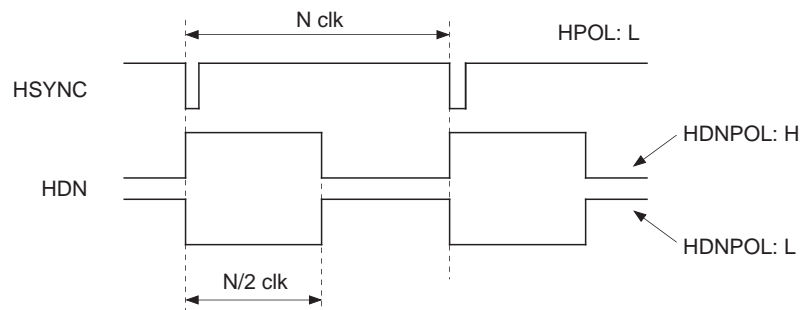 N clk
HPOL: L
HSYNC
HDNPOL: H
HDN
HDNPOL: L
N/2 clk